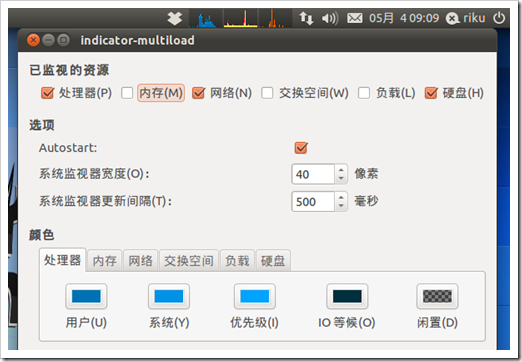 05月 4 09:09 riku
indicator-multiload
已监视的资源
处理器(P) 内存(M) 网络(N) 交换空间(W) 负载(L) 硬盘(H)
选项
Autostart:
系统监视器宽度(O): 40 像素
系统监视器更新间隔(T): 500 毫秒
颜色
处理器 内存 网络 交换空间 负载 硬盘
用户(U) 系统(Y) 优先级(I) IO 等候(O) 闲置(D)